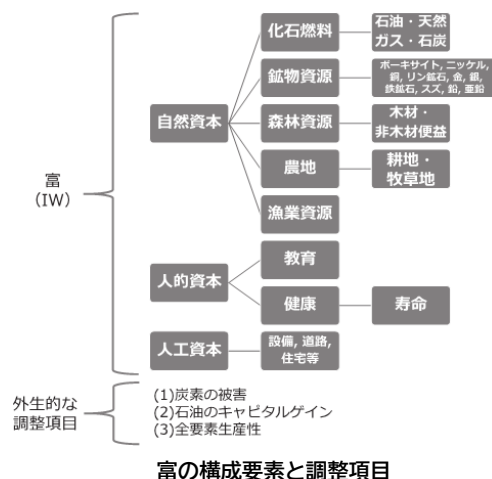 富
（IW）
自然資本
化石燃料
石油・天然
ガス・石炭
鉱物資源
ボーキサイト, ニッケル,
銅, リン鉱石, 金, 銀,
鉄鉱石, スズ, 鉛, 亜鉛
森林資源
木材・
非木材便益
農地
耕地・
牧草地
漁業資源
人的資本
教育
健康
寿命
人工資本
設備, 道路,
住宅等
外生的な
調整項目
(1)炭素の被害
(2)石油のキャピタルゲイン
(3)全要素生産性
富の構成要素と調整項目